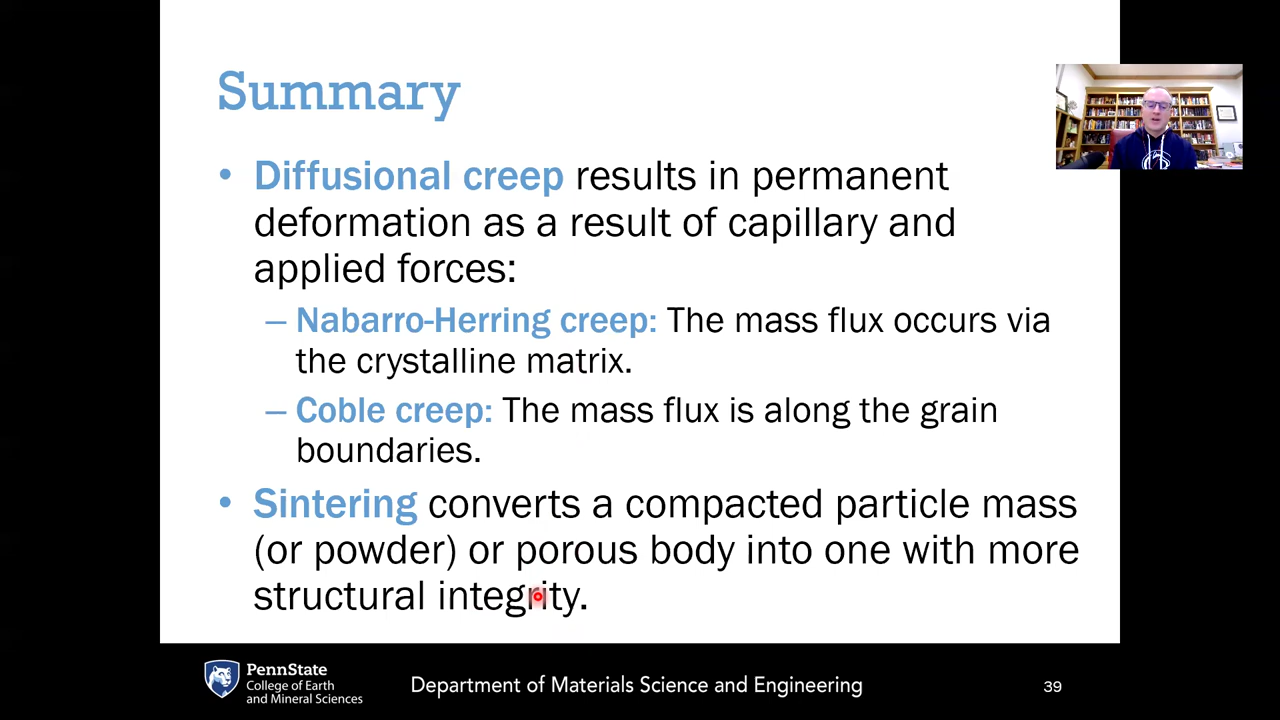 Summary
• Diffusional creep results in permanent
deformation as a result of capillary and
applied forces:
– Nabarro-Herring creep: The mass flux occurs via
the crystalline matrix.
– Coble creep: The mass flux is along the grain
boundaries.
• Sintering converts a compacted particle mass
(or powder) or porous body into one with more
structural integrity.
PennState
College of Earth
and Mineral Sciences
Department of Materials Science and Engineering
39